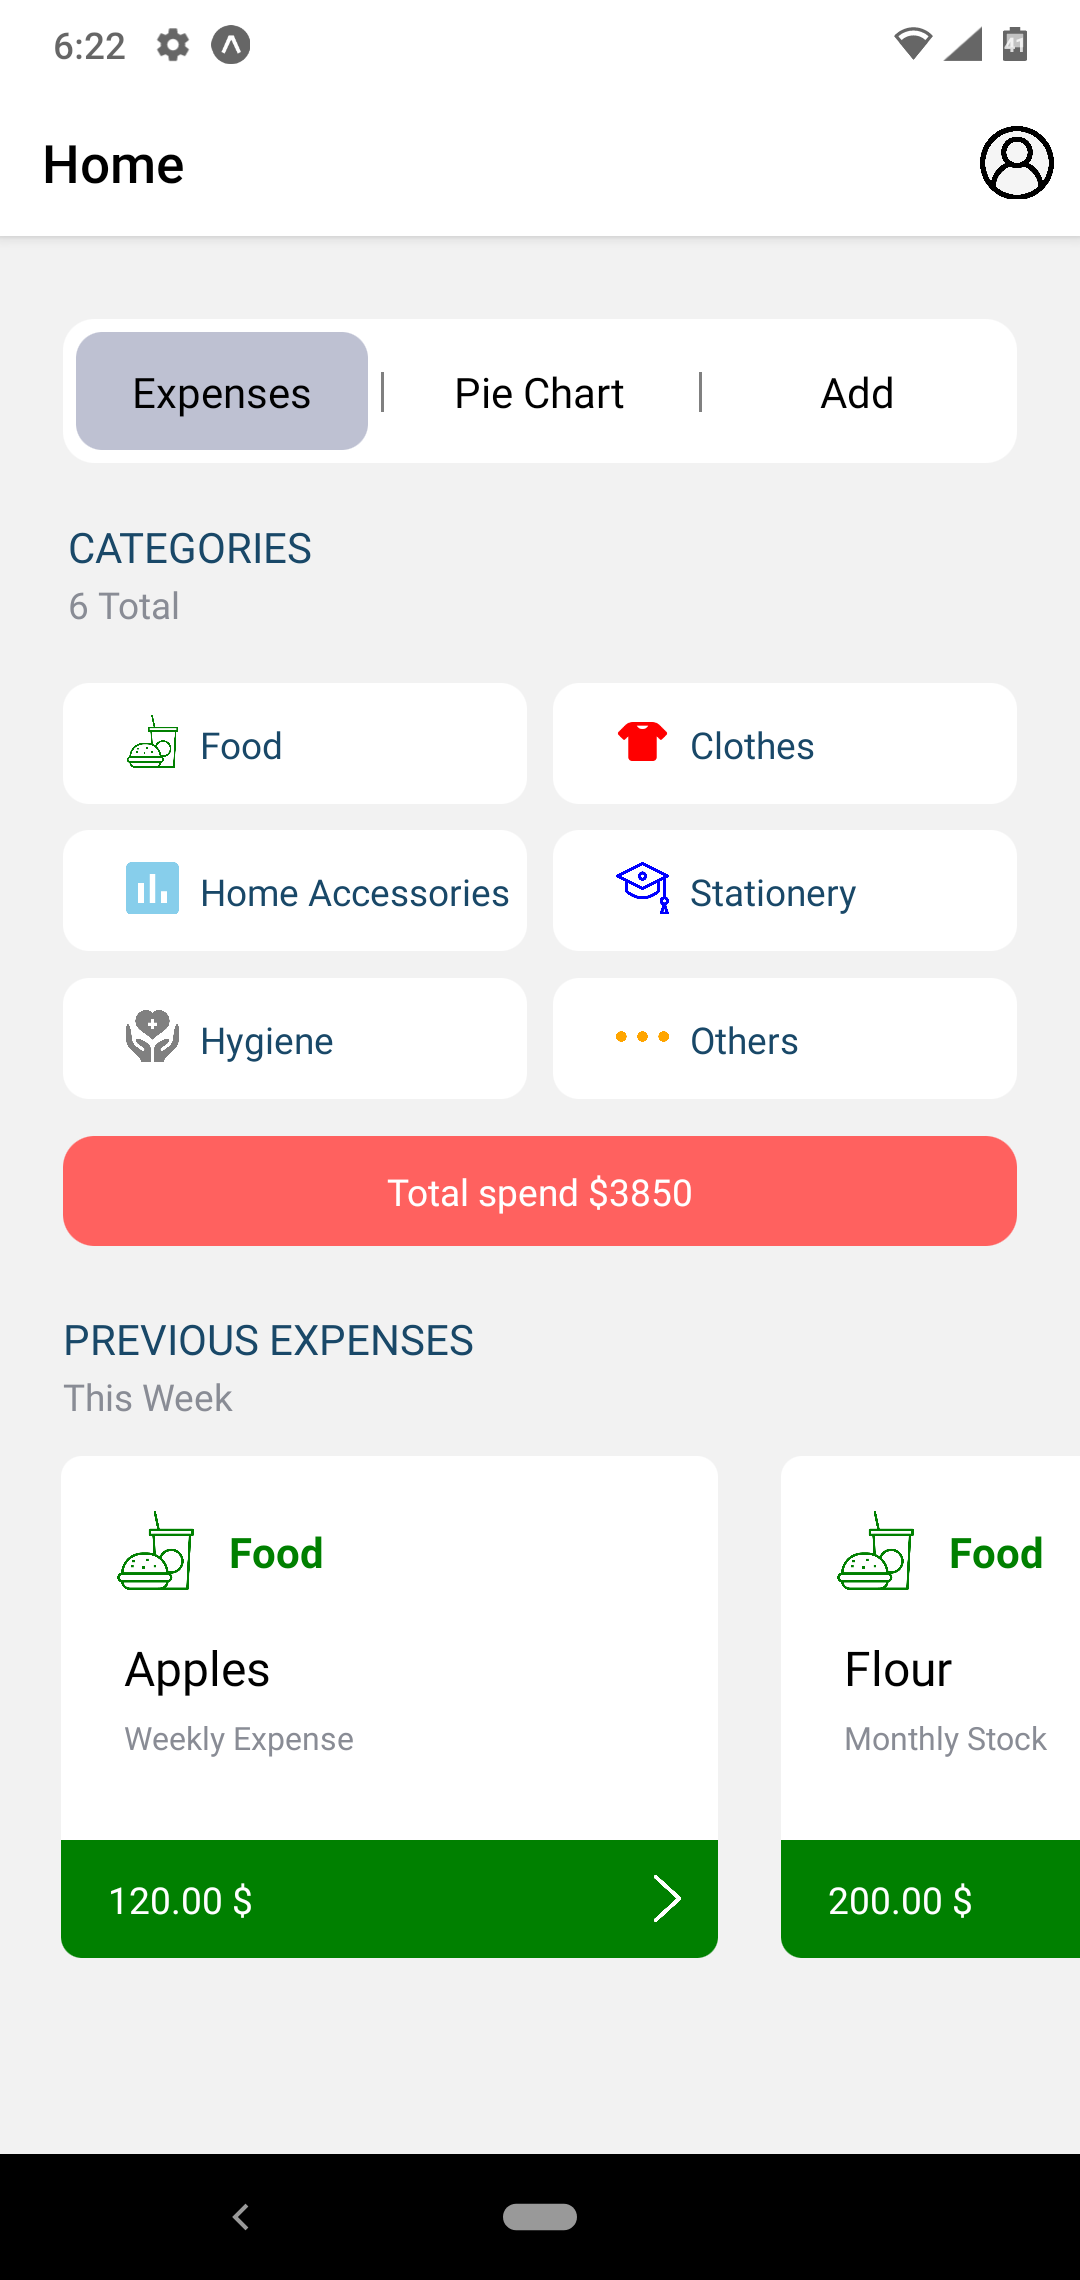 6:22
41
Home
Expenses | Pie Chart | Add
CATEGORIES
6 Total
Food
Clothes
Home Accessories
Stationery
Hygiene
Others
Total spend $3850
PREVIOUS EXPENSES
This Week
Food
Apples
Weekly Expense
120.00 $
Food
Flour
Monthly Stock
200.00 $